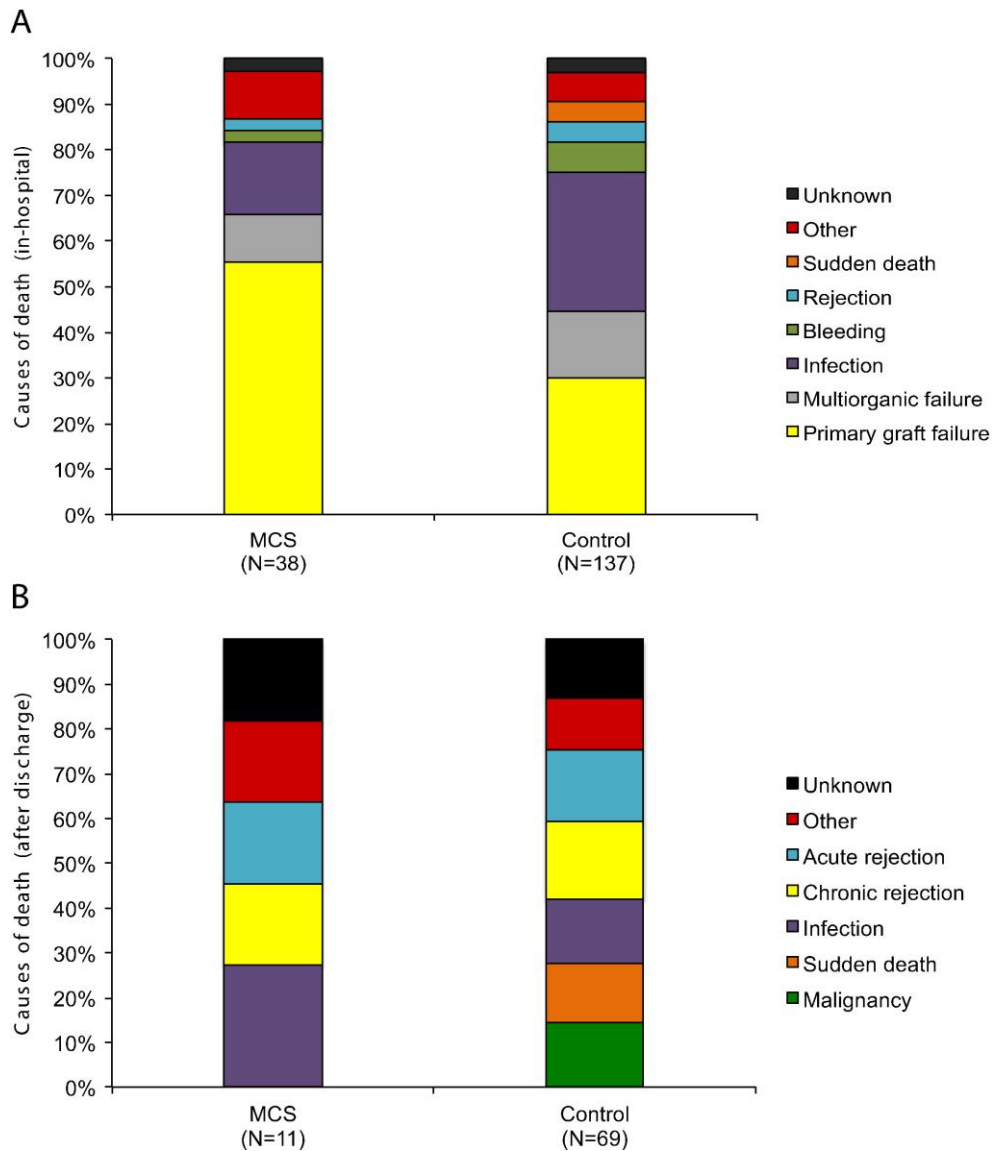 A
Causes of death (in-hospital)
100%
90%
80%
70%
60%
50%
40%
30%
20%
10%
0%
MCS
(N=38)
Control
(N=137)
Unknown
Other
Sudden death
Rejection
Bleeding
Infection
Multiorganic failure
Primary graft failure
B
Causes of death (after discharge)
100%
90%
80%
70%
60%
50%
40%
30%
20%
10%
0%
MCS
(N=11)
Control
(N=69)
Unknown
Other
Acute rejection
Chronic rejection
Infection
Sudden death
Malignancy